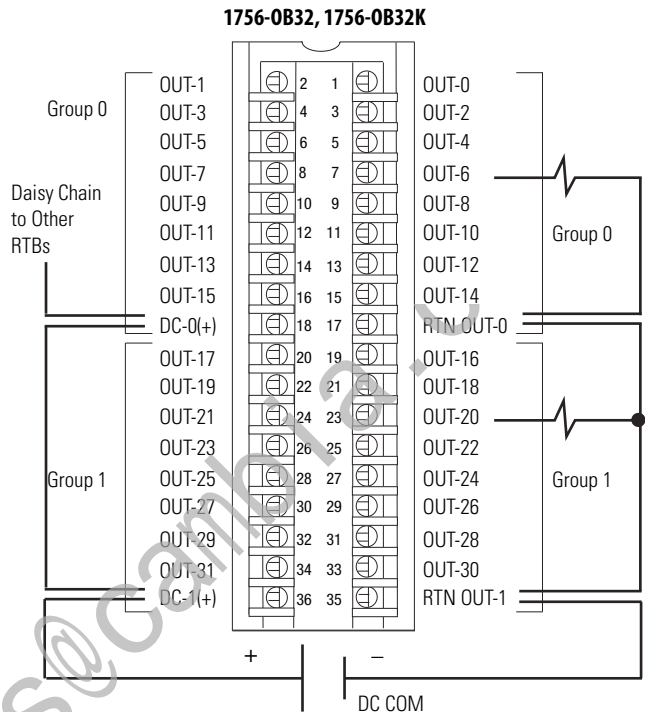 1756-OB32, 1756-OB32K
Group 0
Daisy Chain
to Other
RTBs
OUT-1 2 1 OUT-0
OUT-3 4 3 OUT-2
OUT-5 6 5 OUT-4
OUT-7 8 7 OUT-6
OUT-9 10 9 OUT-8
OUT-11 12 11 OUT-10
OUT-13 14 13 OUT-12
OUT-15 16 15 OUT-14
DC-0(+) 18 17 RTN OUT-0
Group 0
OUT-17 20 19 OUT-16
OUT-19 22 21 OUT-18
OUT-21 24 23 OUT-20
OUT-23 26 25 OUT-22
OUT-25 28 27 OUT-24
OUT-27 30 29 OUT-26
OUT-29 32 31 OUT-28
OUT-31 34 33 OUT-30
DC-1(+) 36 35 RTN OUT-1
Group 1
Group 1
+ –
DC COM
s@cambia.c